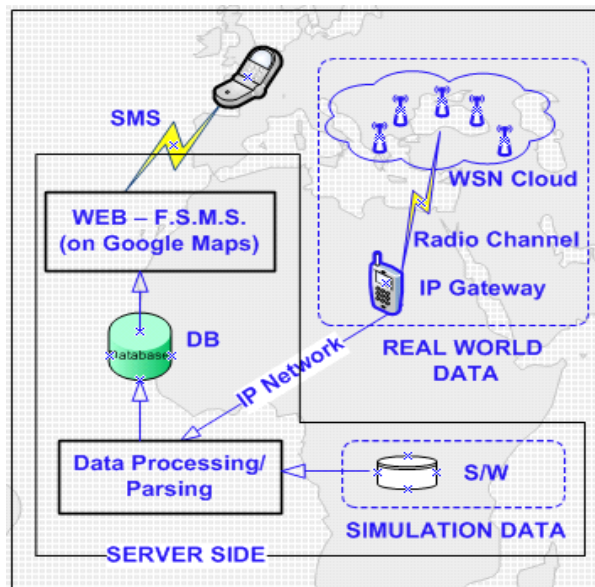 SMS
WSN Cloud
WEB – F.S.M.S.
(on Google Maps)
Radio Channel
IP Gateway
DB
Database
REAL WORLD
DATA
IP Network
Data Processing/
Parsing
S/W
SIMULATION DATA
SERVER SIDE